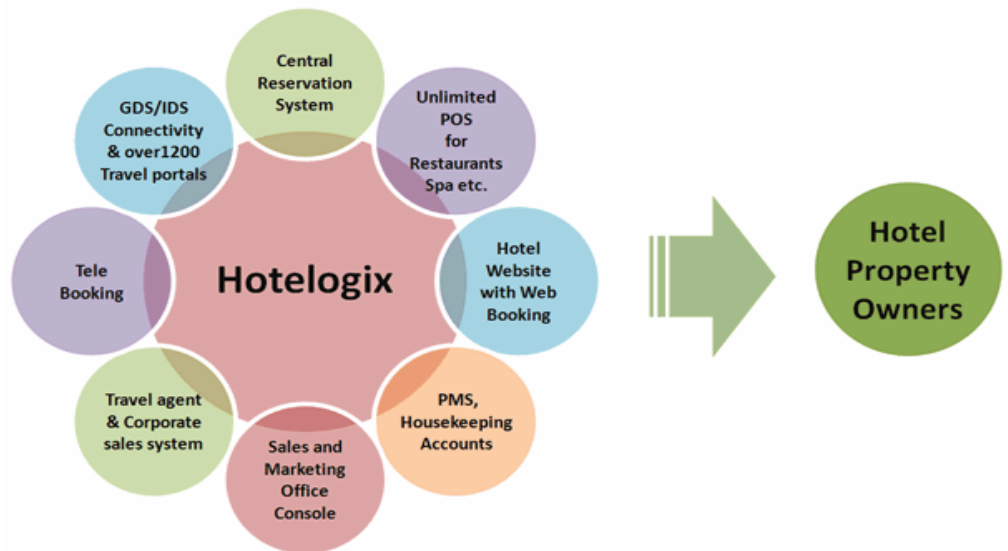 Central
Reservation
System
Unlimited
POS
for
Restaurants
Spa etc.
Hotel
Website
with Web
Booking
PMS,
Housekeeping
Accounts
Sales and
Marketing
Office
Console
Travel agent
& Corporate
sales system
Tele
Booking
GDS/IDS
Connectivity
& over1200
Travel portals
Hotelogix
Hotel
Property
Owners